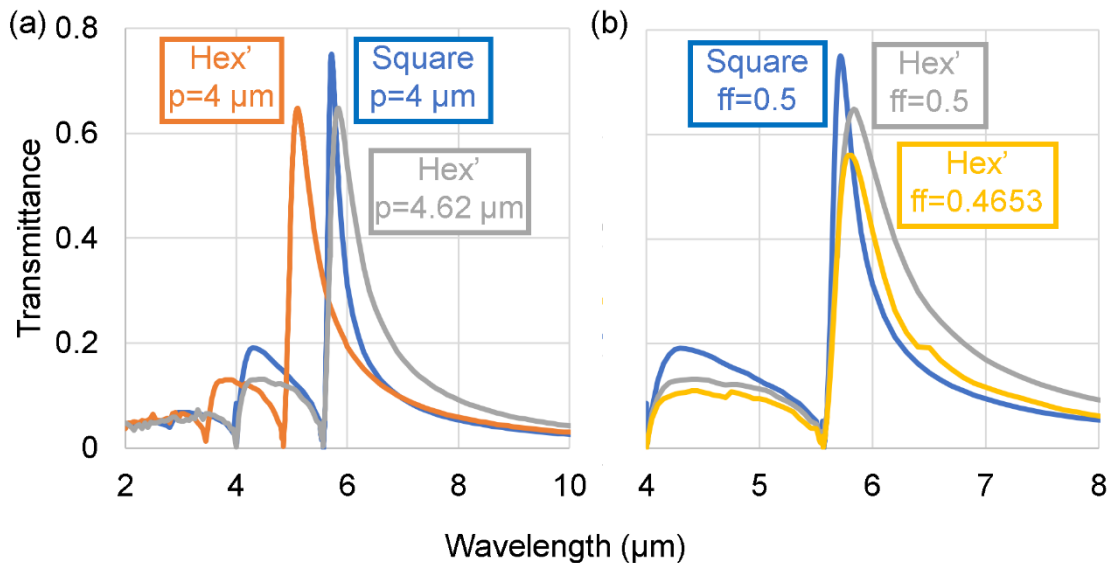 (a)
Hex’
p=4 µm
Square
p=4 µm
Hex’
p=4.62 µm
0.8
0.6
0.4
0.2
0
Transmittance
2
4
6
8
10
(b)
Square
ff=0.5
Hex’
ff=0.5
Hex’
ff=0.4653
4
5
6
7
8
Wavelength (µm)